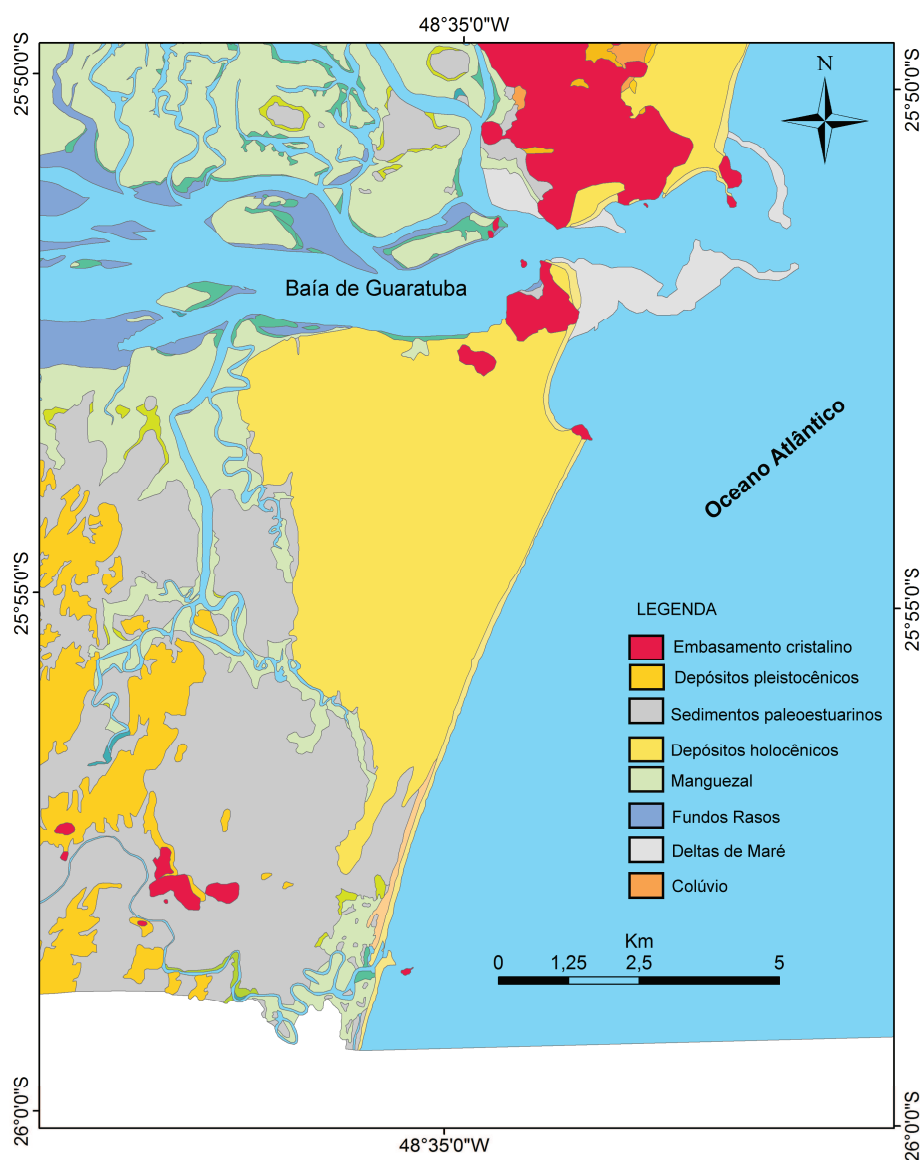 48°35'0"W
25°50'0"S
25°50'0"S
N
Baía de Guaratuba
Oceano Atlântico
25°55'0"S
25°55'0"S
LEGENDA
Embasamento cristalino
Depósitos pleistocênicos
Sedimentos paleoestuarinos
Depósitos holocênicos
Manguezal
Fundos Rasos
Deltas de Maré
Colúvio
Km
0 1,25 2,5 5
26°0'0"S
26°0'0"S
48°35'0"W